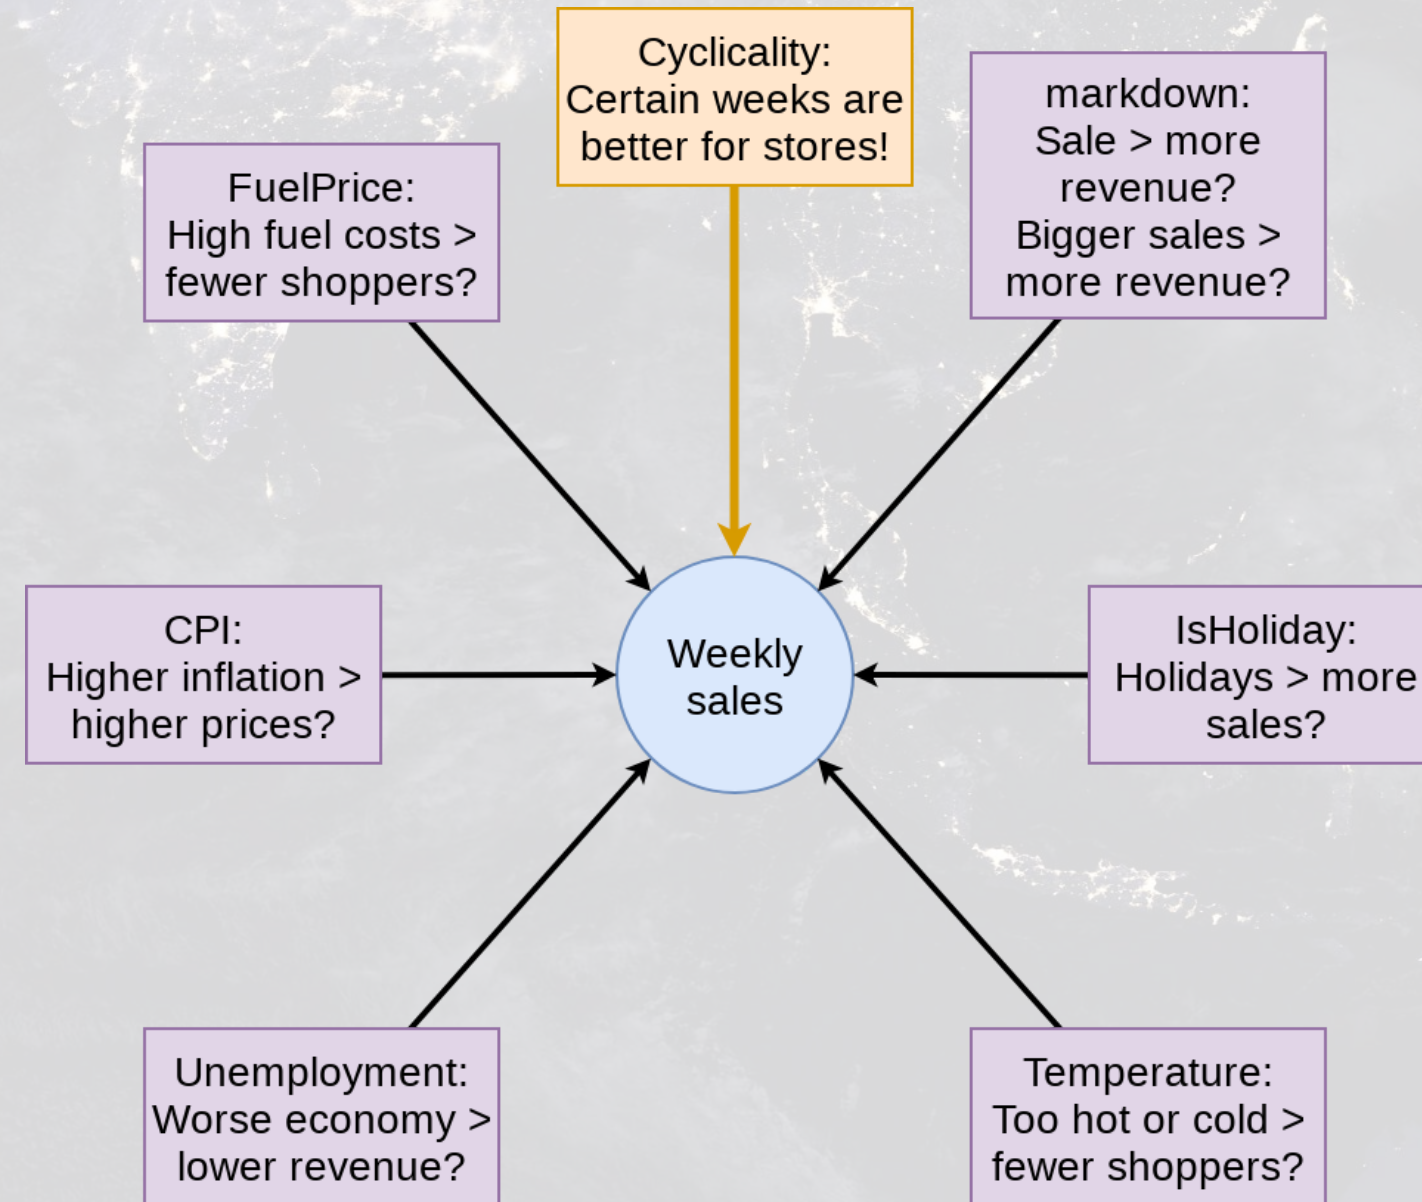 Cyclicality:
Certain weeks are
better for stores!
markdown:
Sale > more
revenue?
Bigger sales >
more revenue?
FuelPrice:
High fuel costs >
fewer shoppers?
CPI:
Higher inflation >
higher prices?
Weekly
sales
IsHoliday:
Holidays > more
sales?
Unemployment:
Worse economy >
lower revenue?
Temperature:
Too hot or cold >
fewer shoppers?